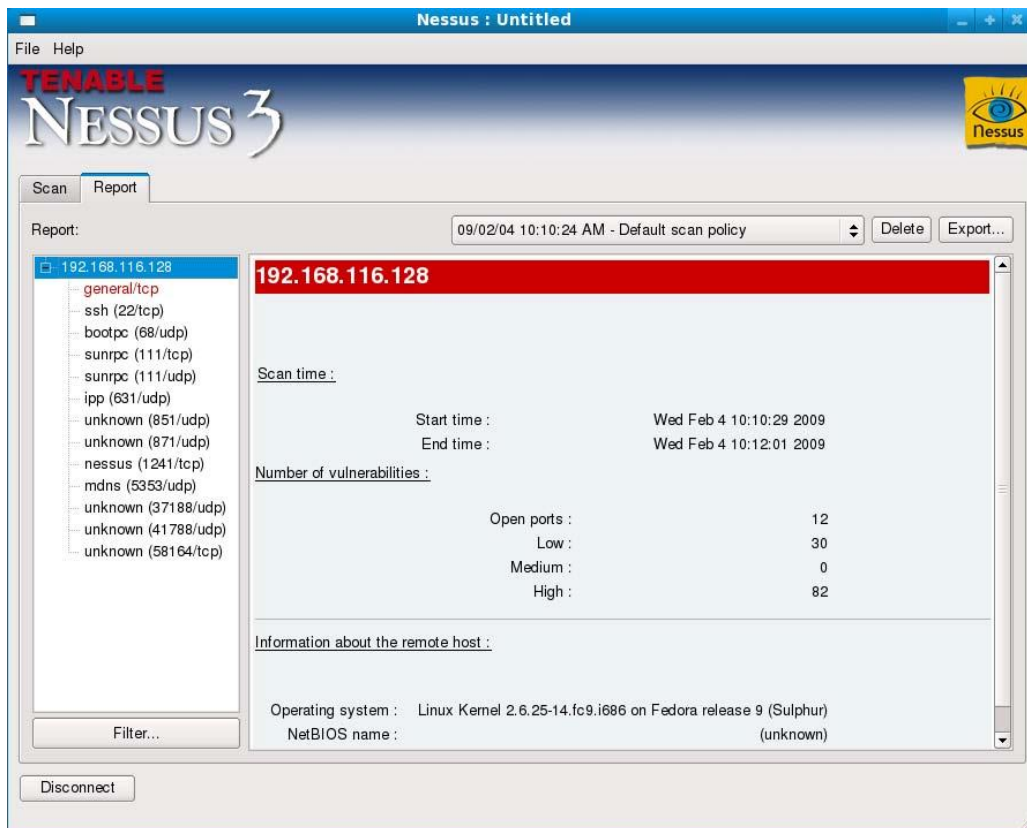 Nessus : Untitled
File Help
TENABLE
NESSUS 3
Nessus
Scan Report
Report: 09/02/04 10:10:24 AM - Default scan policy Delete Export...
192.168.116.128
general/tcp
ssh (22/tcp)
bootpc (68/udp)
sunrpc (111/tcp)
sunrpc (111/udp)
ipp (631/udp)
unknown (851/udp)
unknown (871/udp)
nessus (1241/tcp)
mdns (5353/udp)
unknown (37188/udp)
unknown (41788/udp)
unknown (58164/tcp)
Filter...
192.168.116.128
Scan time :
Start time : Wed Feb 4 10:10:29 2009
End time : Wed Feb 4 10:12:01 2009
Number of vulnerabilities :
Open ports : 12
Low : 30
Medium : 0
High : 82
Information about the remote host :
Operating system : Linux Kernel 2.6.25-14.fc9.i686 on Fedora release 9 (Sulphur)
NetBIOS name : (unknown)
Disconnect